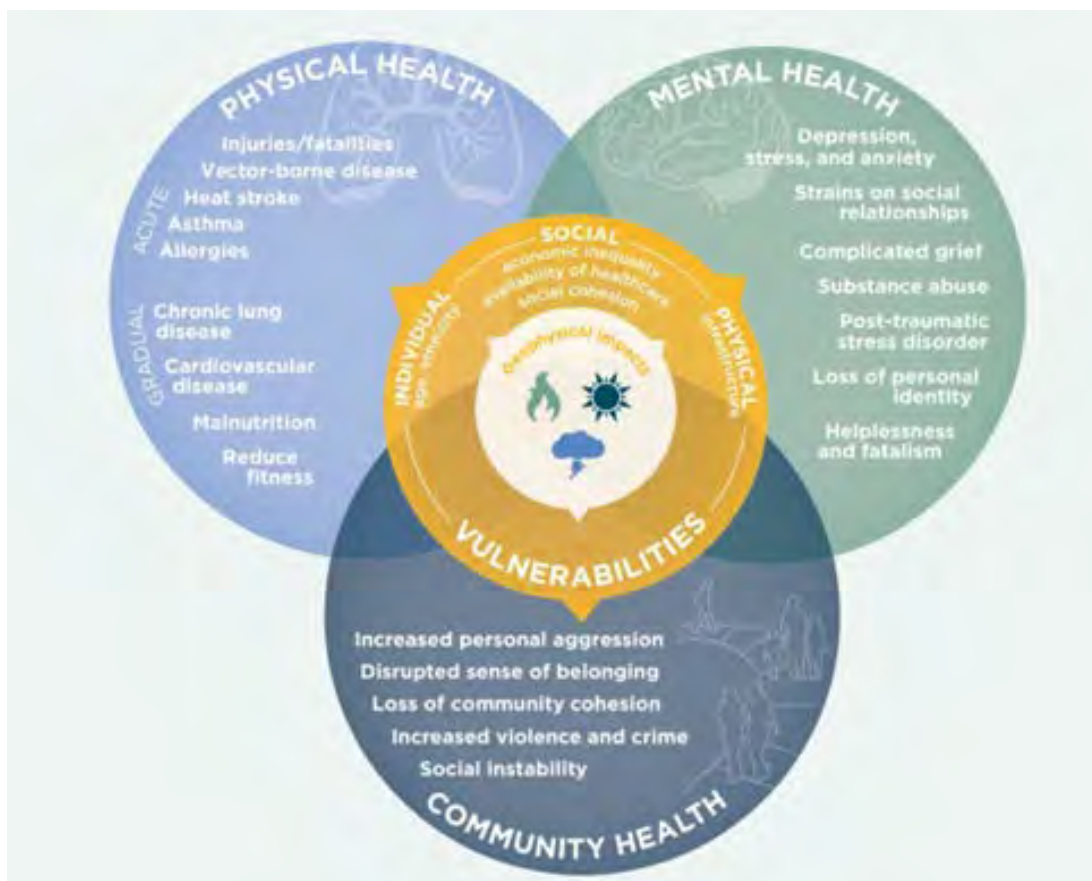 PHYSICAL HEALTH
ACUTE
Injuries/fatalities
Vector-borne disease
Heat stroke
Asthma
Allergies
GRADUAL
Chronic lung
disease
Cardiovascular
disease
Malnutrition
Reduce
fitness
MENTAL HEALTH
Depression,
stress, and anxiety
Strains on social
relationships
Complicated grief
Substance abuse
Post-traumatic
stress disorder
Loss of personal
identity
Helplessness
and fatalism
SOCIAL
economic inequality
availability of healthcare
social cohesion
INDIVIDUAL
age, ethnicity
PHYSICAL
infrastructure
Geophysical impacts
VULNERABILITIES
Increased personal aggression
Disrupted sense of belonging
Loss of community cohesion
Increased violence and crime
Social instability
COMMUNITY HEALTH